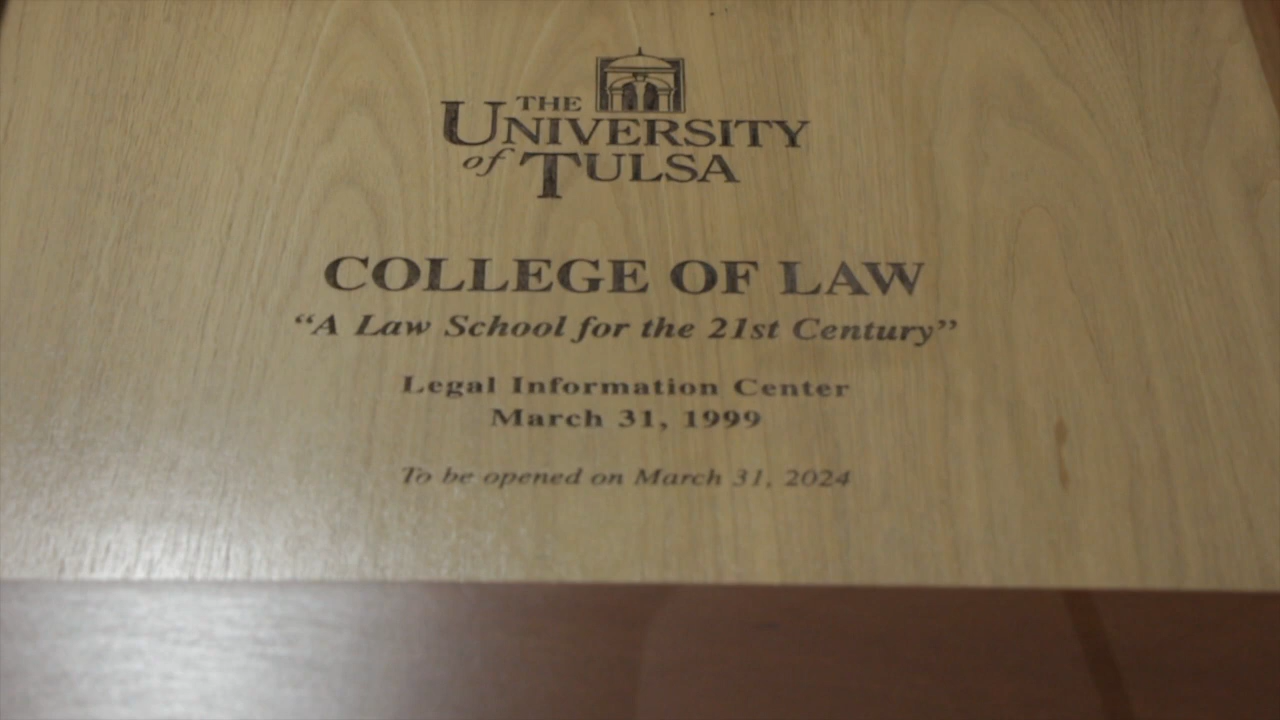 THE
UNIVERSITY
of TULSA
COLLEGE OF LAW
“A Law School for the 21st Century”
Legal Information Center
March 31, 1999
To be opened on March 31, 2024